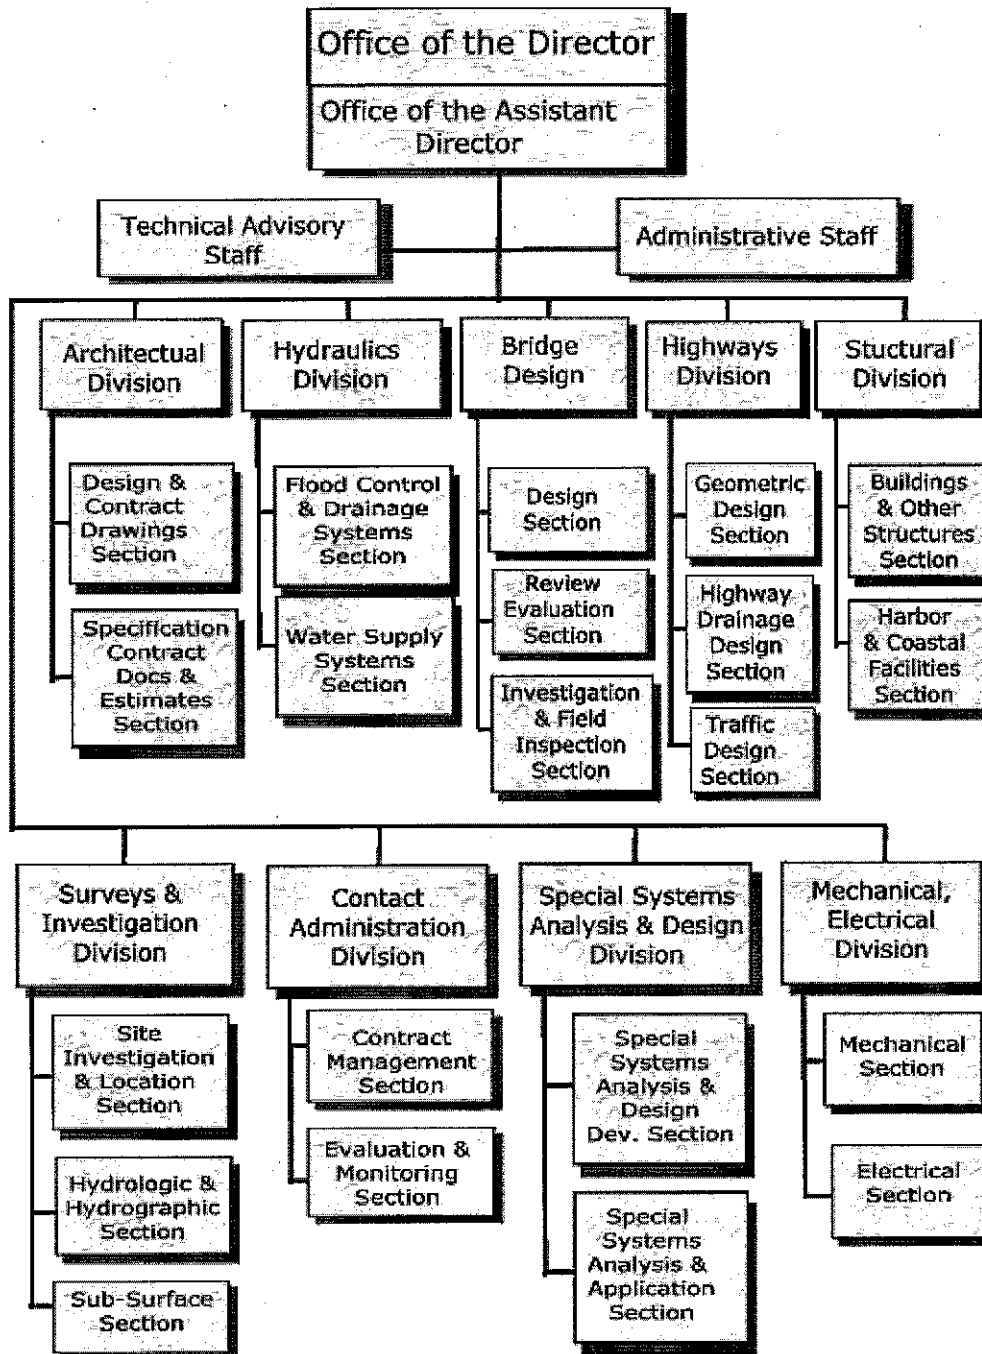 Office of the Director
Office of the Assistant
Director
Technical Advisory
Staff
Administrative Staff
Architectual
Division
Hydraulics
Division
Bridge
Design
Highways
Division
Stuctural
Division
Design &
Contract
Drawings
Section
Specification
Contract
Docs &
Estimates
Section
Flood Control
& Drainage
Systems
Section
Water Supply
Systems
Section
Design
Section
Review
Evaluation
Section
Investigation
& Field
Inspection
Section
Geometric
Design
Section
Highway
Drainage
Design
Section
Traffic
Design
Section
Buildings
& Other
Structures
Section
Harbor
& Coastal
Facilities
Section
Surveys &
Investigation
Division
Contact
Administration
Division
Special Systems
Analysis & Design
Division
Mechanical,
Electrical
Division
Site
Investigation
& Location
Section
Hydrologic &
Hydrographic
Section
Sub-Surface
Section
Contract
Management
Section
Evaluation &
Monitoring
Section
Special
Systems
Analysis &
Design
Dev. Section
Special
Systems
Analysis &
Application
Section
Mechanical
Section
Electrical
Section